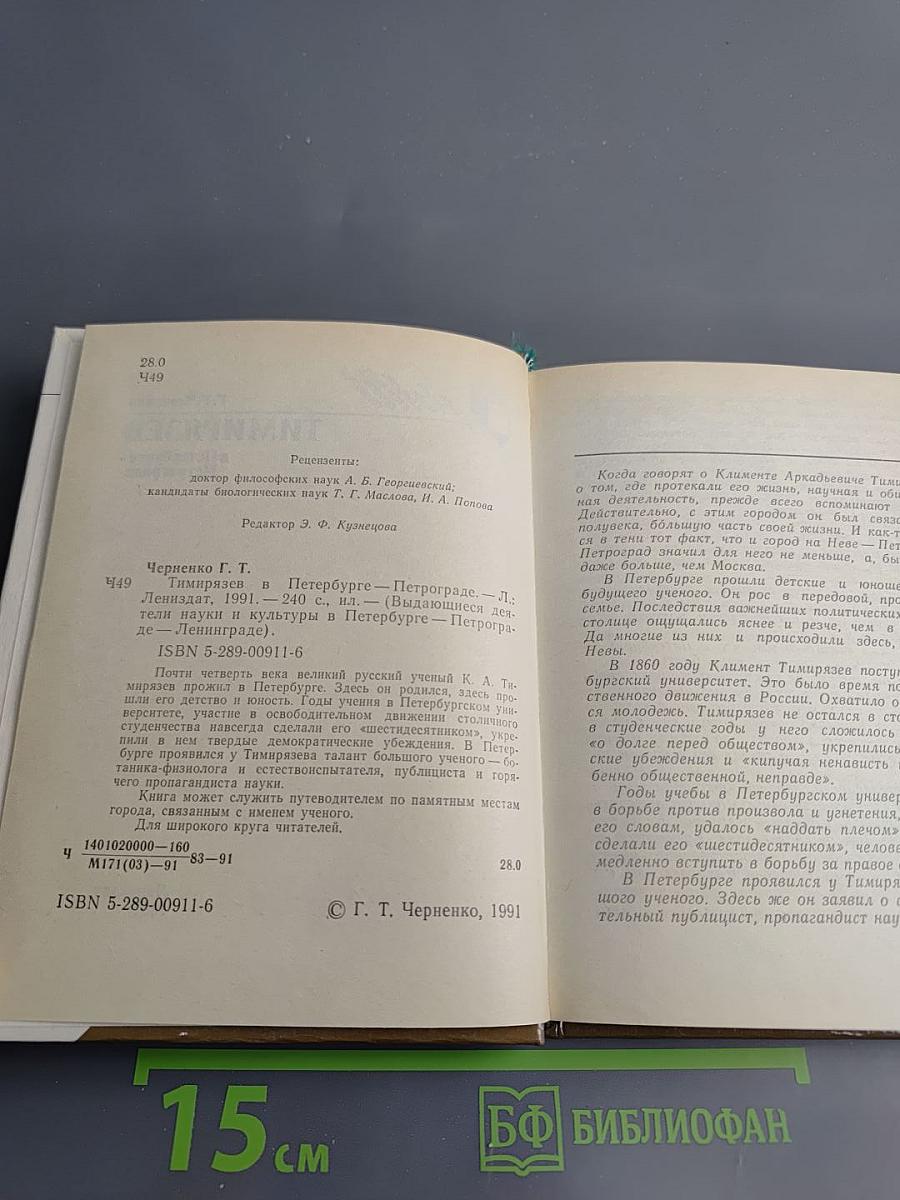 28.0
Ч49
ТИМИРЯЗЕВ
Рецензенты:
доктор философских наук А. Б. Георгиевский;
кандидаты биологических наук Т. Г. Маслова, И. А. Попова
Редактор Э. Ф. Кузнецова
Черненко Г. Т.
Ч49 Тимирязев в Петербурге — Петрограде. — Л.:
Лениздат, 1991. — 240 с., ил. — (Выдающиеся дея-
тели науки и культуры в Петербурге — Петрогра-
де — Ленинграде).
ISBN 5-289-00911-6
Почти четверть века великий русский ученый К. А. Ти-
мирязев прожил в Петербурге. Здесь он родился, здесь про-
шли его детство и юность. Годы учения в Петербургском уни-
верситете, участие в освободительном движении столичного
студенчества навсегда сделали его «шестидесятником», укре-
пили в нем твердые демократические убеждения. В Петер-
бурге проявился у Тимирязева талант большого ученого — бо-
таника-физиолога и естествоиспытателя, публициста и горя-
чего пропагандиста науки.
Книга может служить путеводителем по памятным местам
города, связанным с именем ученого.
Для широкого круга читателей.
Ч 1401020000—160
М171(03)—91 83—91
28.0
ISBN 5-289-00911-6
© Г. Т. Черненко, 1991
Когда говорят о Клименте Аркадьевиче Тими
о том, где протекали его жизнь, научная и общ
ная деятельность, прежде всего вспоминают
Действительно, с этим городом он был связа
полувека, бо́льшую часть своей жизни. И как-т
ся в тени тот факт, что и город на Неве — Пет
Петроград значил для него не меньше, а, бы
даже больше, чем Москва.
В Петербурге прошли детские и юноше
будущего ученого. Он рос в передовой, про
семье. Последствия важнейших политических
столице ощущались яснее и резче, чем в
Да многие из них и происходили здесь,
Невы.
В 1860 году Климент Тимирязев поступ
бургский университет. Это было время по
ственного движения в России. Охватило о
ся молодежь. Тимирязев не остался в сто
в студенческие годы у него сложилось
«о долге перед обществом», укрепились
ские убеждения и «кипучая ненависть
бенно общественной, неправде».
Годы учебы в Петербургском универ
в борьбе против произвола и угнетения,
его словам, удалось «наддать плечом»
сделали его «шестидесятником», челове
медленно вступить в борьбу за правое
В Петербурге проявился у Тимиря
шого ученого. Здесь же он заявил о
тельный публицист, пропагандист нау
15 см
БФ БИБЛИОФАН